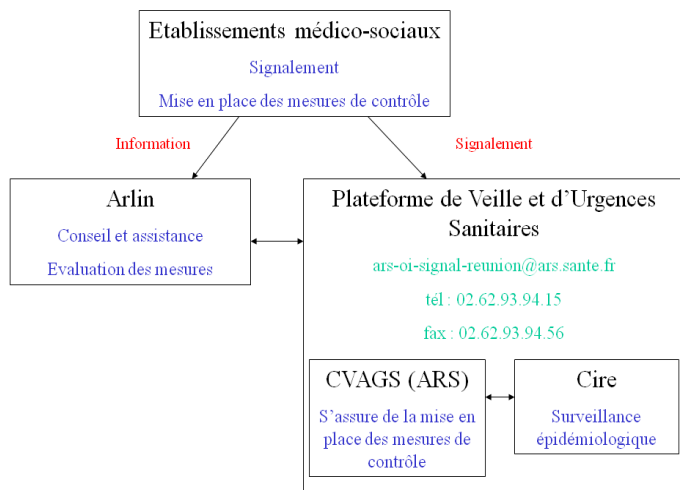 Etablissements médico-sociaux
Signalement
Mise en place des mesures de contrôle
Information
Signalement
Arlin
Conseil et assistance
Evaluation des mesures
Plateforme de Veille et d’Urgences
Sanitaires
ars-oi-signal-reunion@ars.sante.fr
tél : 02.62.93.94.15
fax : 02.62.93.94.56
CVAGS (ARS)
S’assure de la mise en
place des mesures de
contrôle
Cire
Surveillance
épidémiologique